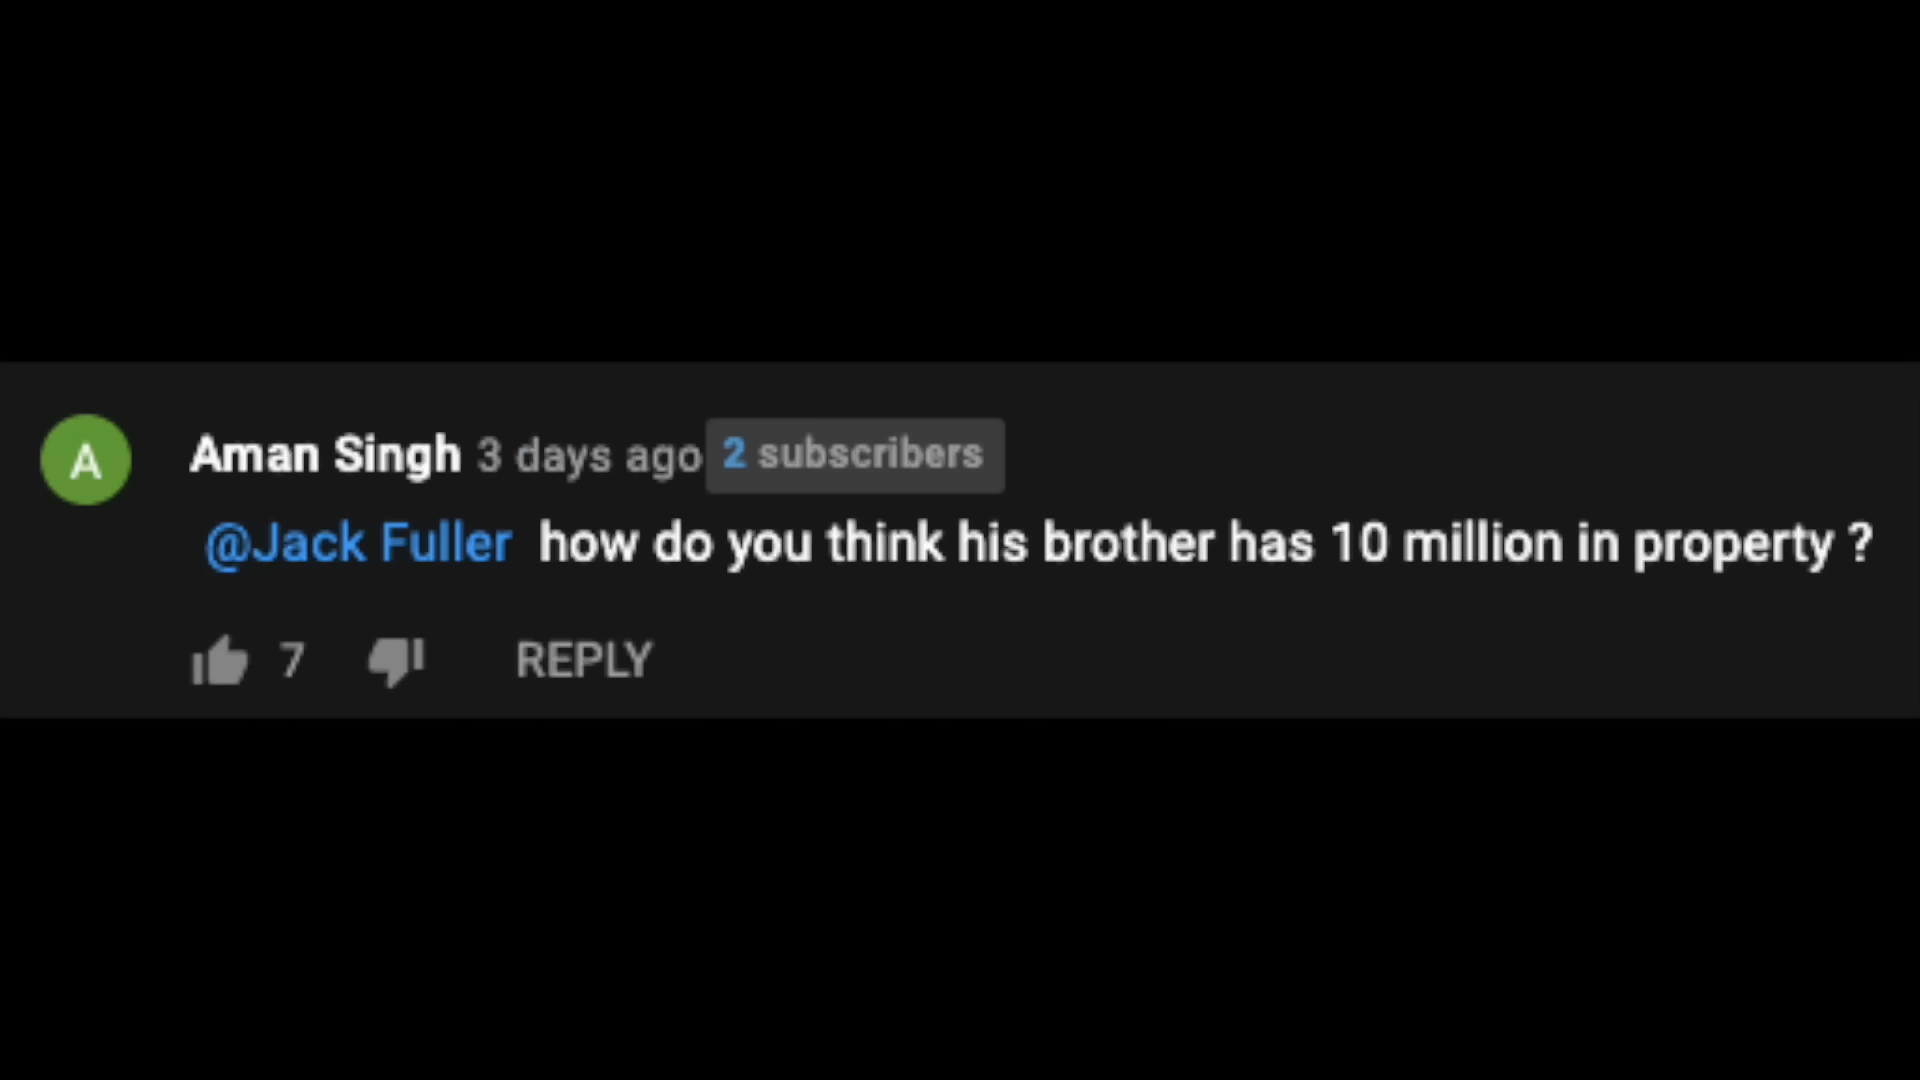 A
Aman Singh 3 days ago 2 subscribers
@Jack Fuller how do you think his brother has 10 million in property ?
7 REPLY